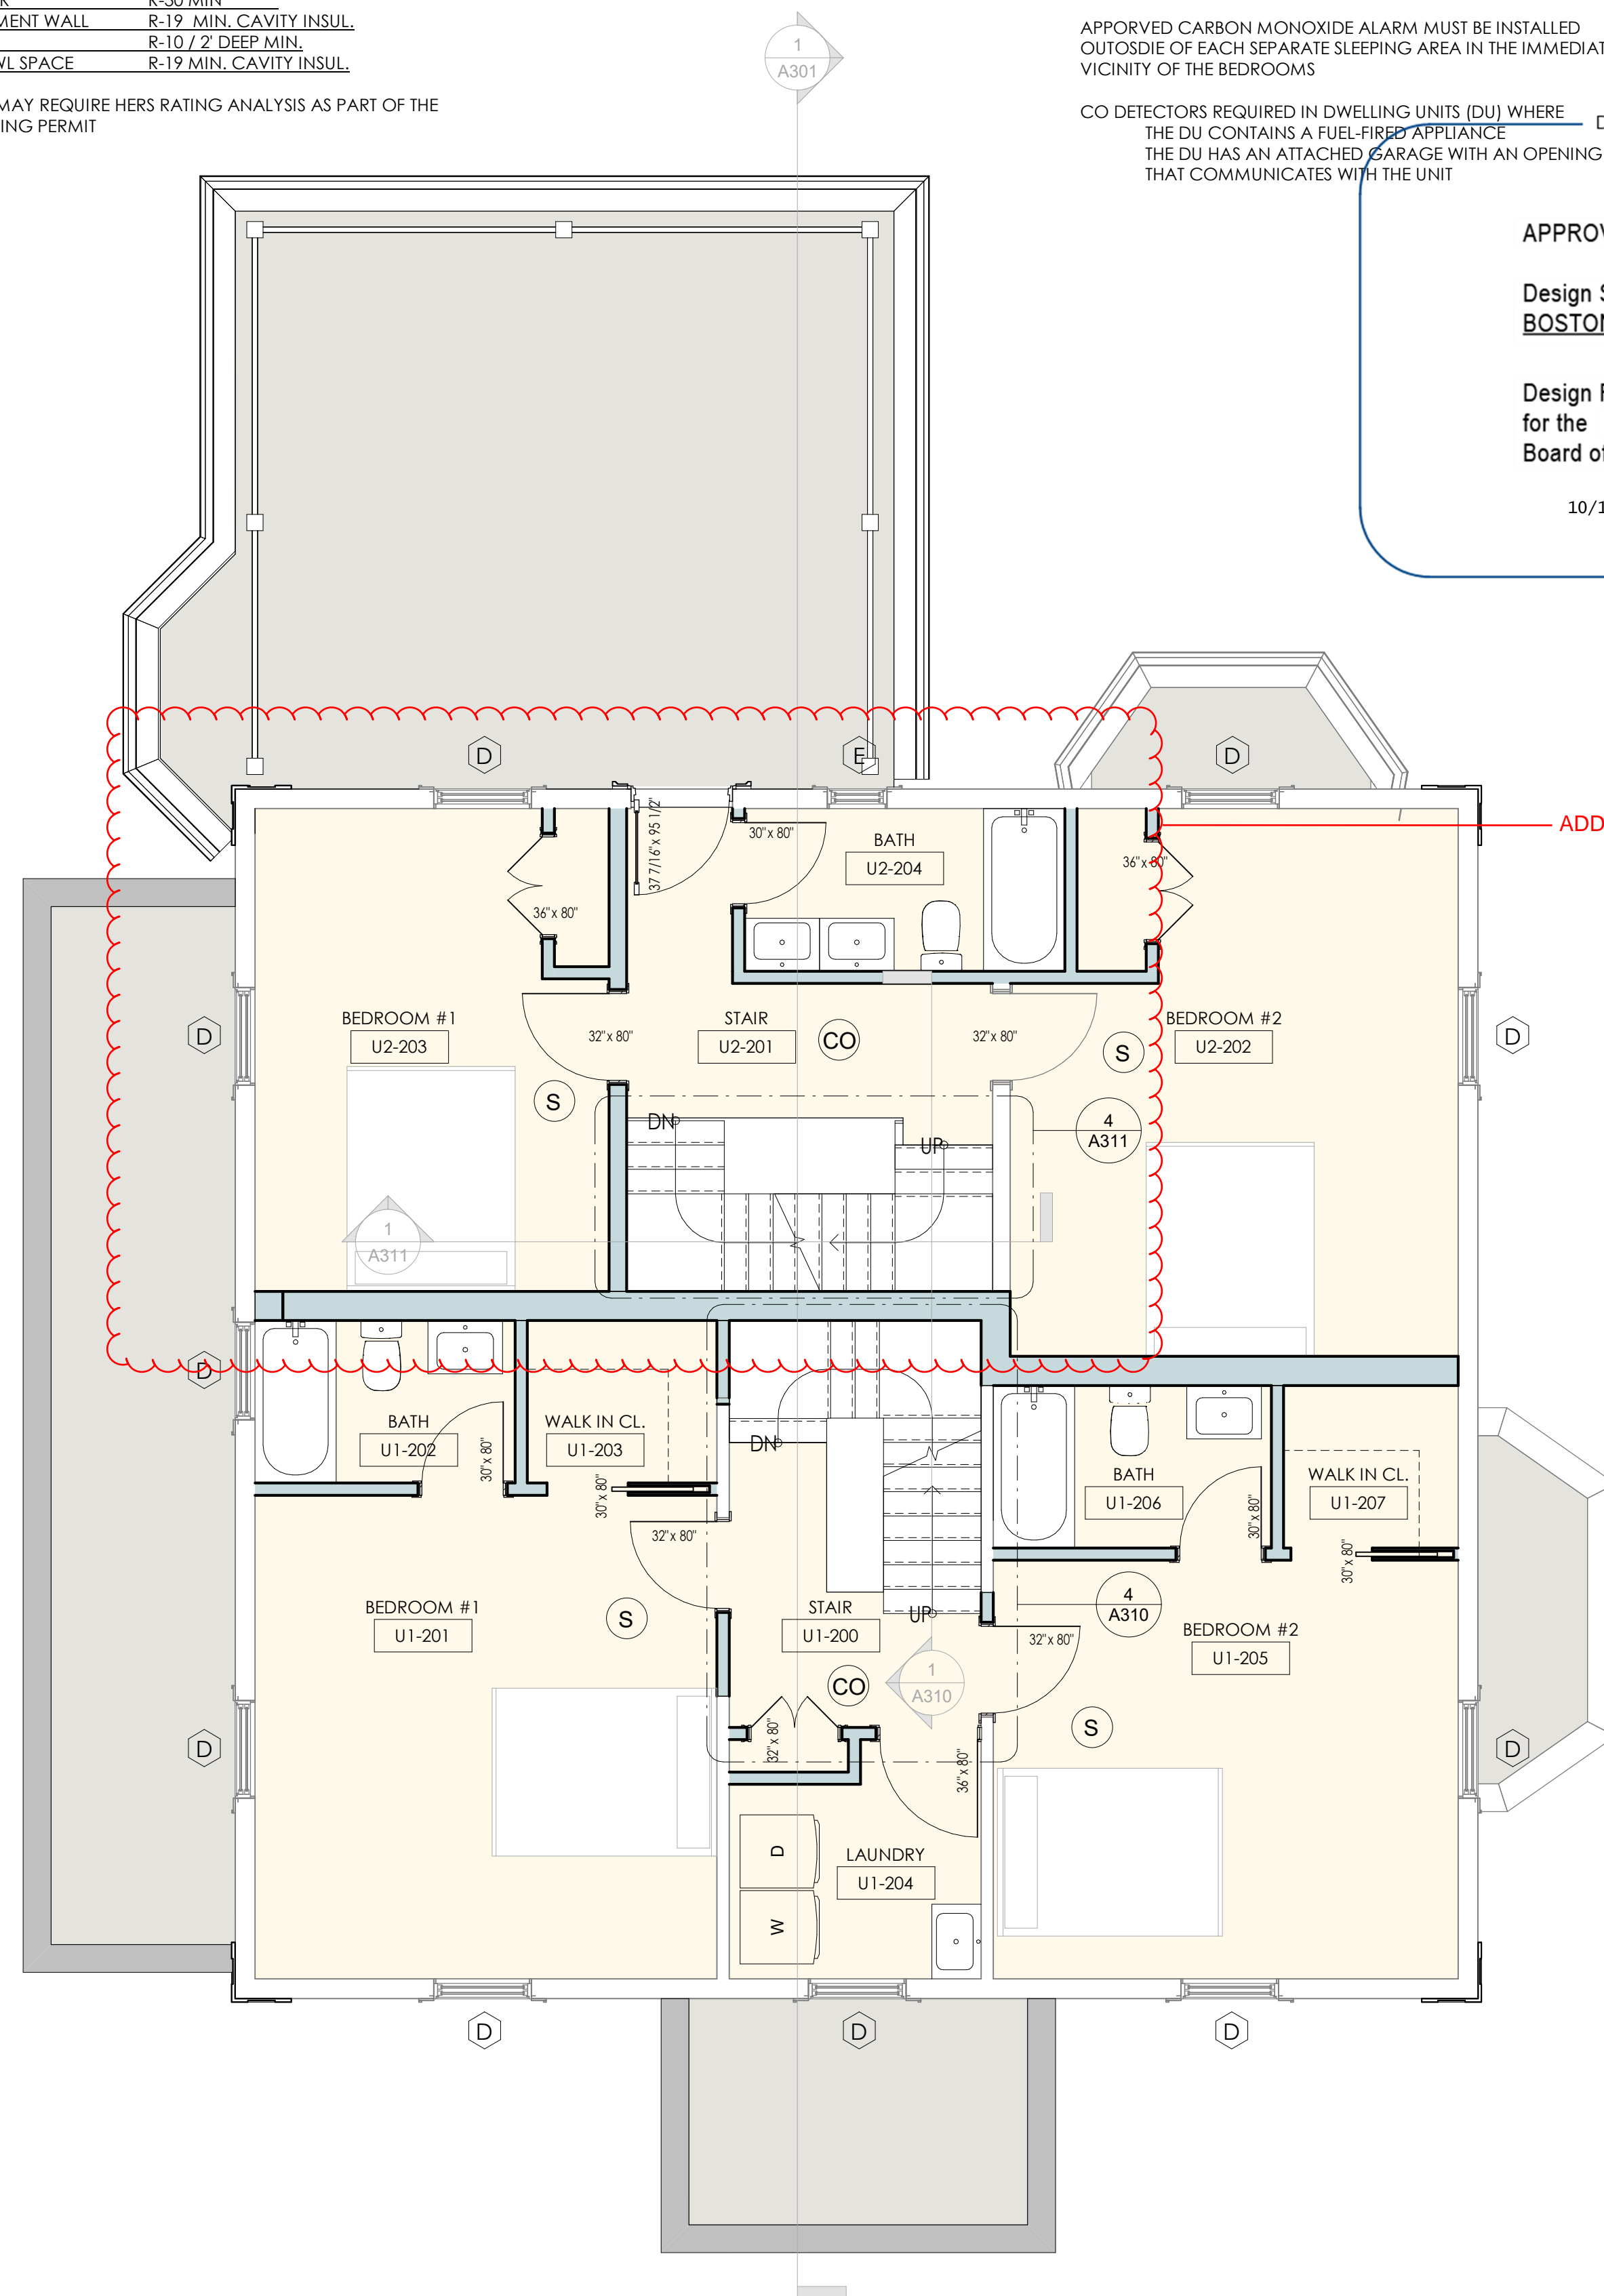 R-30 MIN
MENT WALL R-19 MIN. CAVITY INSUL.
R-10 / 2' DEEP MIN.
WL SPACE R-19 MIN. CAVITY INSUL.
MAY REQUIRE HERS RATING ANALYSIS AS PART OF THE
ING PERMIT
1
A301
APPORVED CARBON MONOXIDE ALARM MUST BE INSTALLED
OUTOSDIE OF EACH SEPARATE SLEEPING AREA IN THE IMMEDIAT
VICINITY OF THE BEDROOMS
CO DETECTORS REQUIRED IN DWELLING UNITS (DU) WHERE
THE DU CONTAINS A FUEL-FIRED APPLIANCE
THE DU HAS AN ATTACHED GARAGE WITH AN OPENING
THAT COMMUNICATES WITH THE UNIT
APPROV
Design S
BOSTON
Design R
for the
Board of
10/1
D
E
D
ADD
37 7/16" x 95 1/2"
30" x 80"
BATH
U2-204
36" x 80"
36" x 80"
BEDROOM #1
U2-203
32" x 80"
STAIR
U2-201
CO
32" x 80"
S
BEDROOM #2
U2-202
D
D
S
DN
UP
4
A311
1
A311
D
BATH
U1-202
30" x 80"
WALK IN CL.
U1-203
30" x 80"
DN
BATH
U1-206
30" x 80"
WALK IN CL.
U1-207
30" x 80"
32" x 80"
BEDROOM #1
U1-201
S
STAIR
U1-200
UP
4
A310
32" x 80"
BEDROOM #2
U1-205
CO
1
A310
S
32" x 80"
36" x 80"
D
D
D
LAUNDRY
U1-204
W
D
D
D